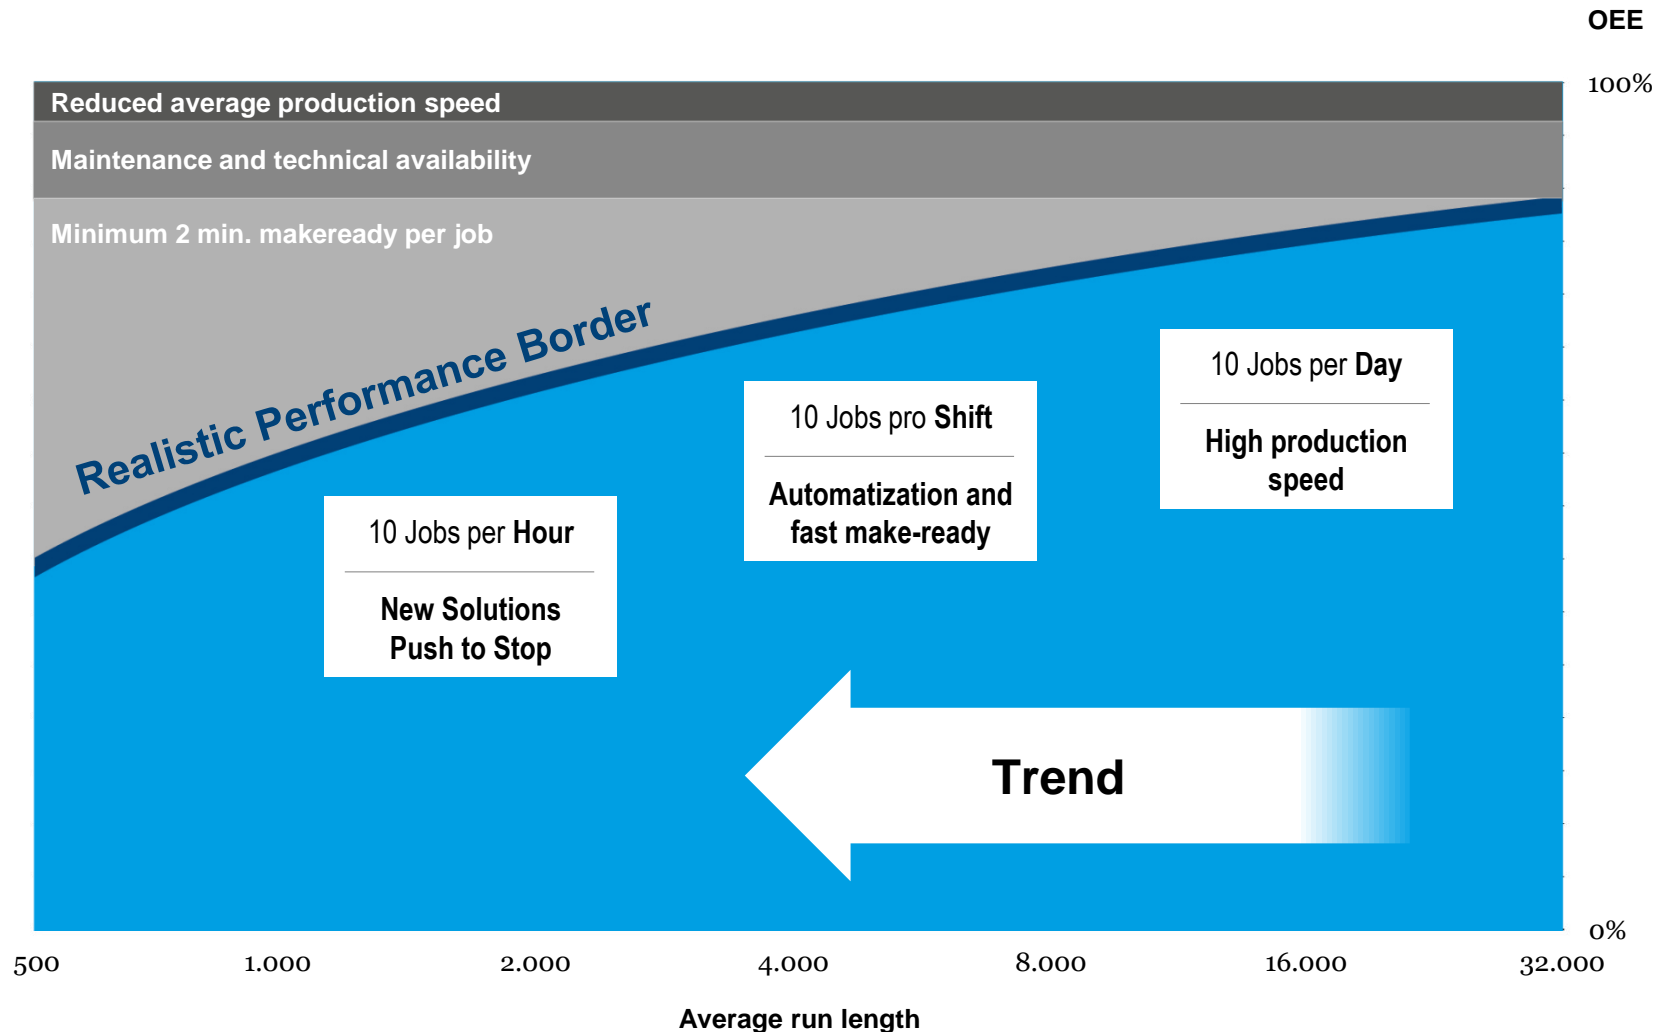 OEE
100%
Reduced average production speed
Maintenance and technical availability
Minimum 2 min. makeready per job
Realistic Performance Border
10 Jobs per Day
High production
speed
10 Jobs pro Shift
Automatization and
fast make-ready
10 Jobs per Hour
New Solutions
Push to Stop
Trend
0%
500 1.000 2.000 4.000 8.000 16.000 32.000
Average run length